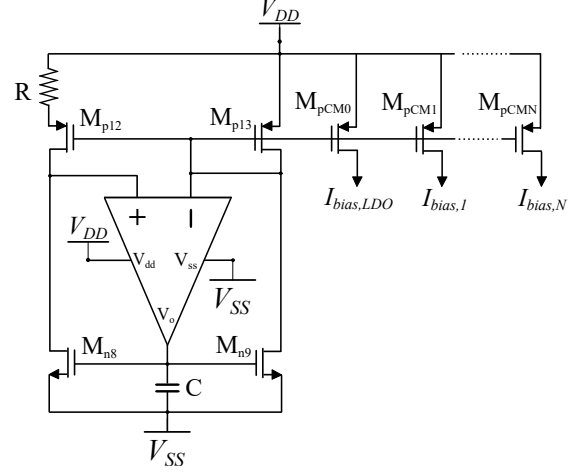 V_DD
R
M_p12
M_p13
M_pCM0
M_pCM1
M_pCMN
I_bias,LDO
I_bias,1
I_bias,N
+
V_DD
V_dd
V_ss
V_SS
V_o
M_n8
M_n9
C
V_SS